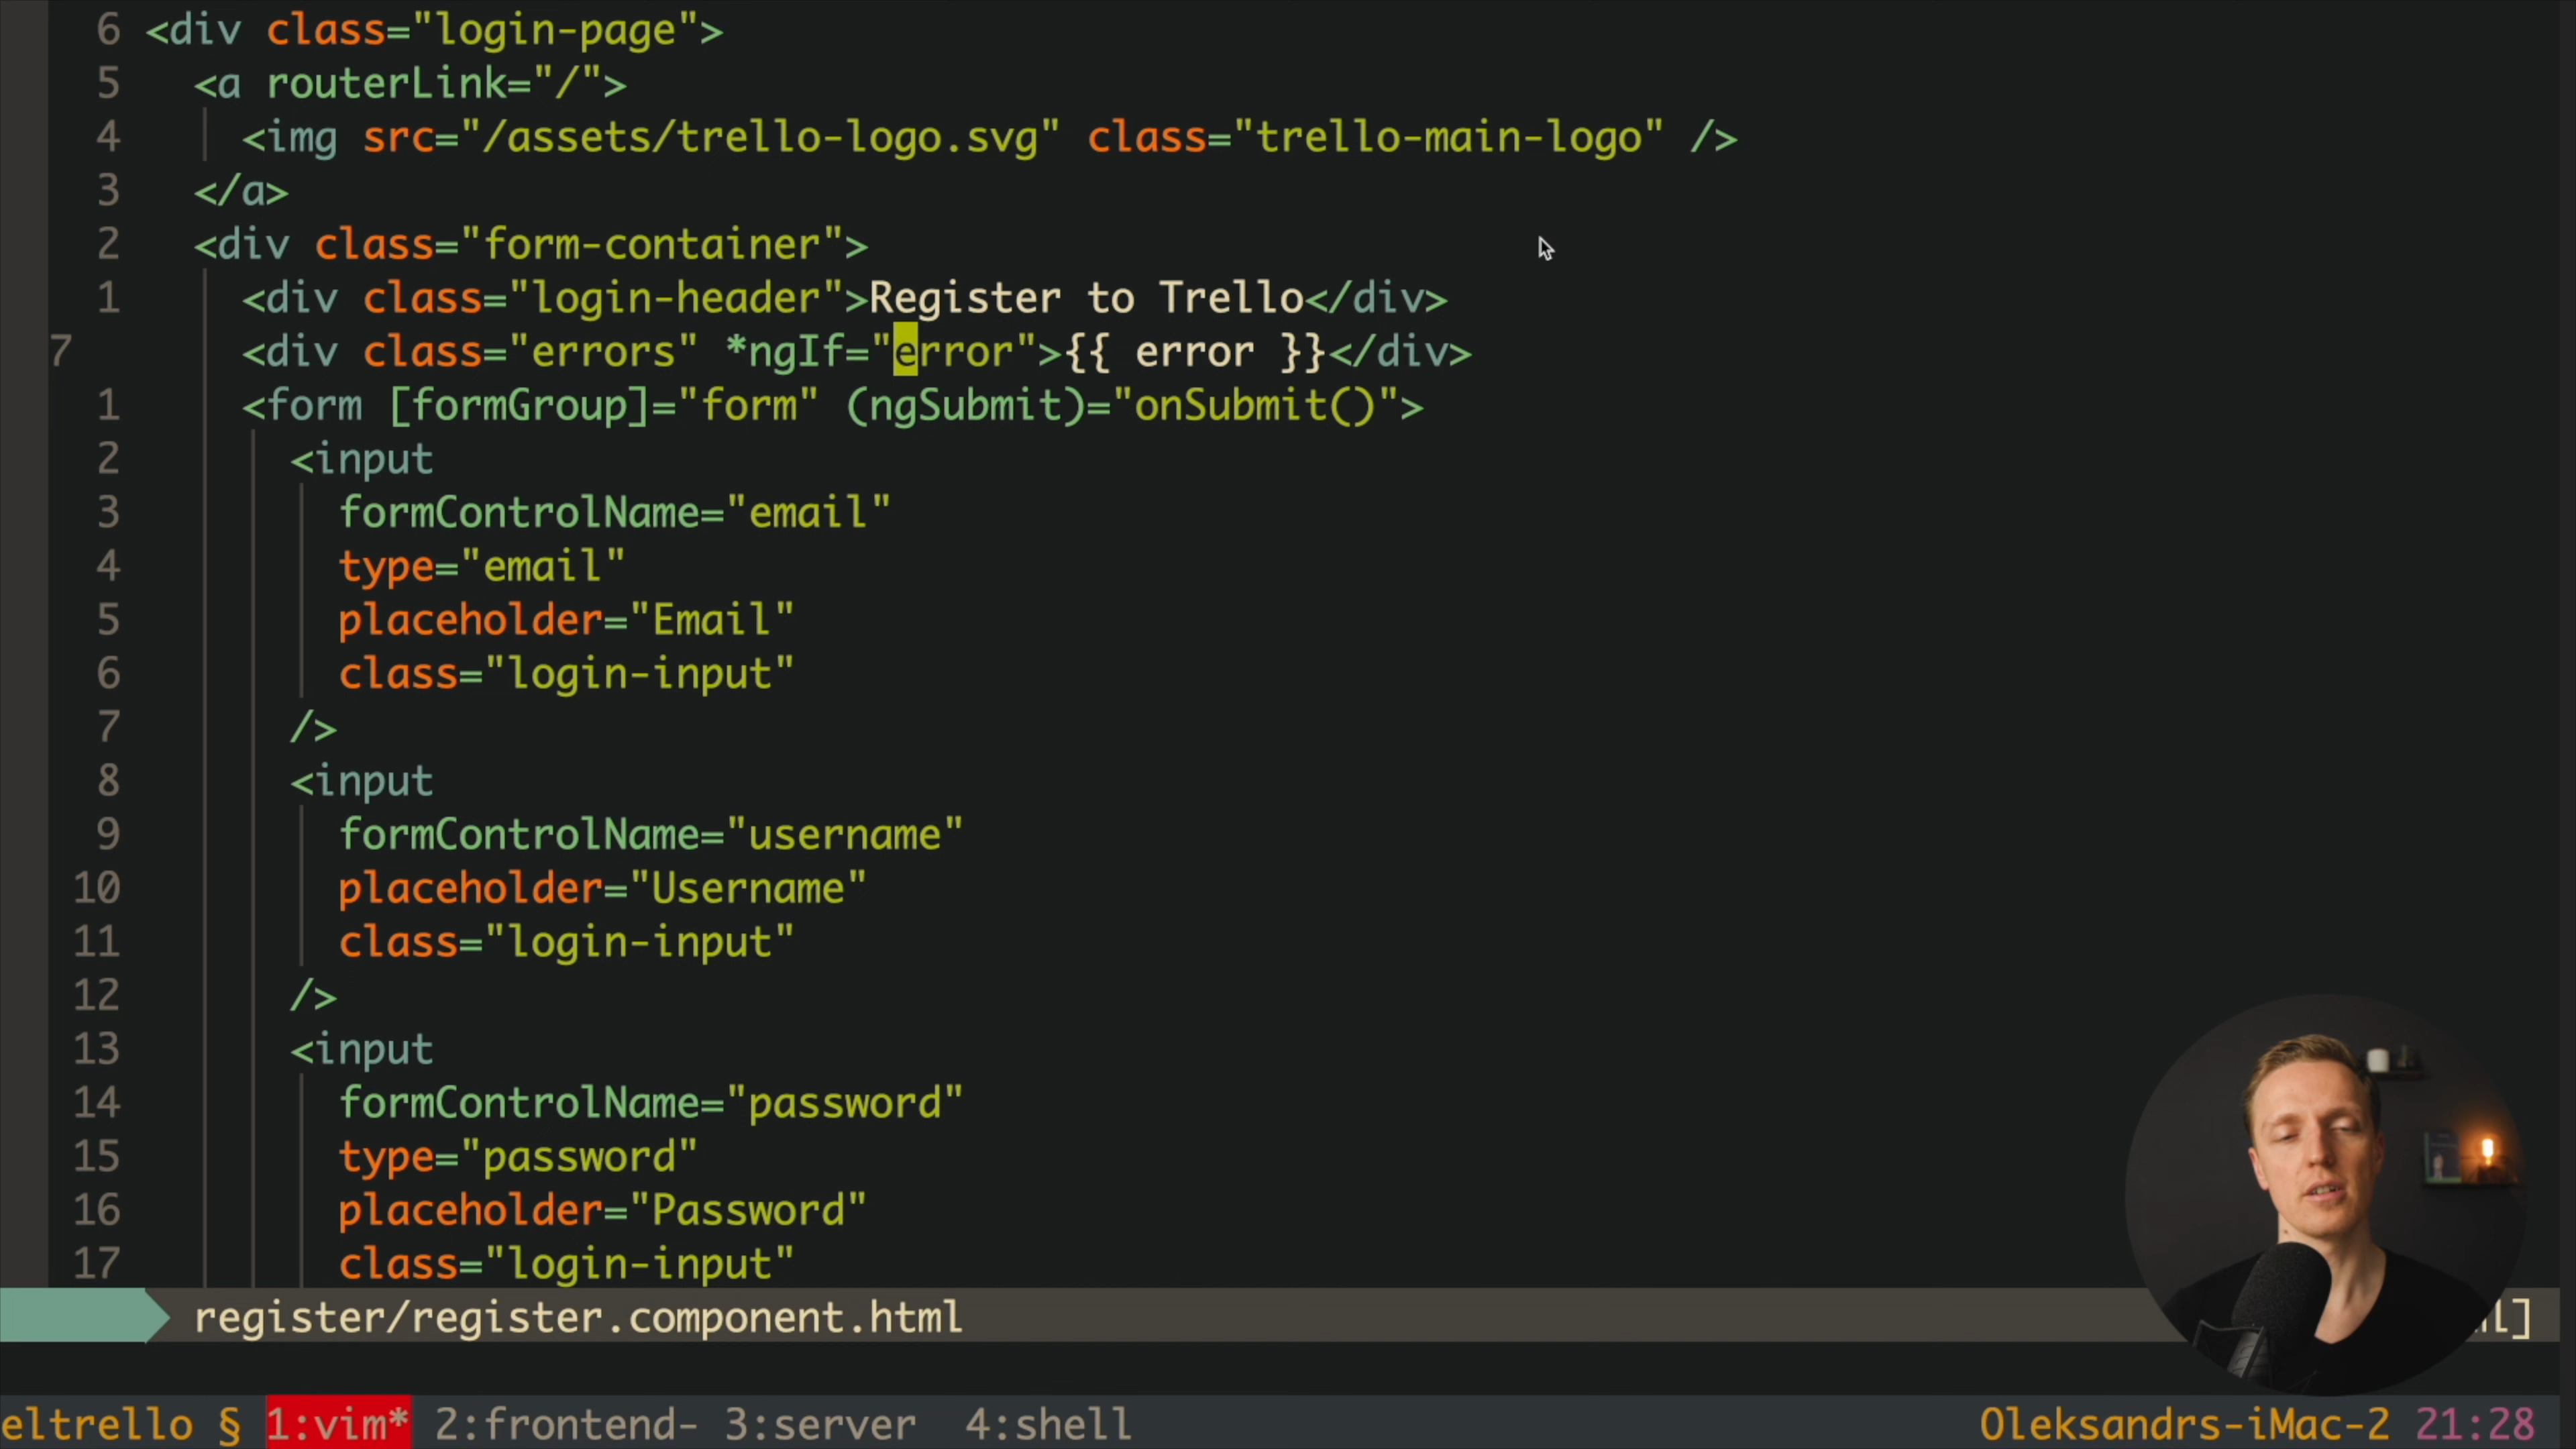 6 <div class="login-page">
5 <a routerLink="/">
4 <img src="/assets/trello-logo.svg" class="trello-main-logo" />
3 </a>
2 <div class="form-container">
1 <div class="login-header">Register to Trello</div>
7 <div class="errors" *ngIf="error">{{ error }}</div>
1 <form [formGroup]="form" (ngSubmit)="onSubmit()">
2 <input
3 formControlName="email"
4 type="email"
5 placeholder="Email"
6 class="login-input"
7 />
8 <input
9 formControlName="username"
10 placeholder="Username"
11 class="login-input"
12 />
13 <input
14 formControlName="password"
15 type="password"
16 placeholder="Password"
17 class="login-input"
register/register.component.html
eltrello § 1:vim* 2:frontend- 3:server 4:shell Oleksandrs-iMac-2 21:28